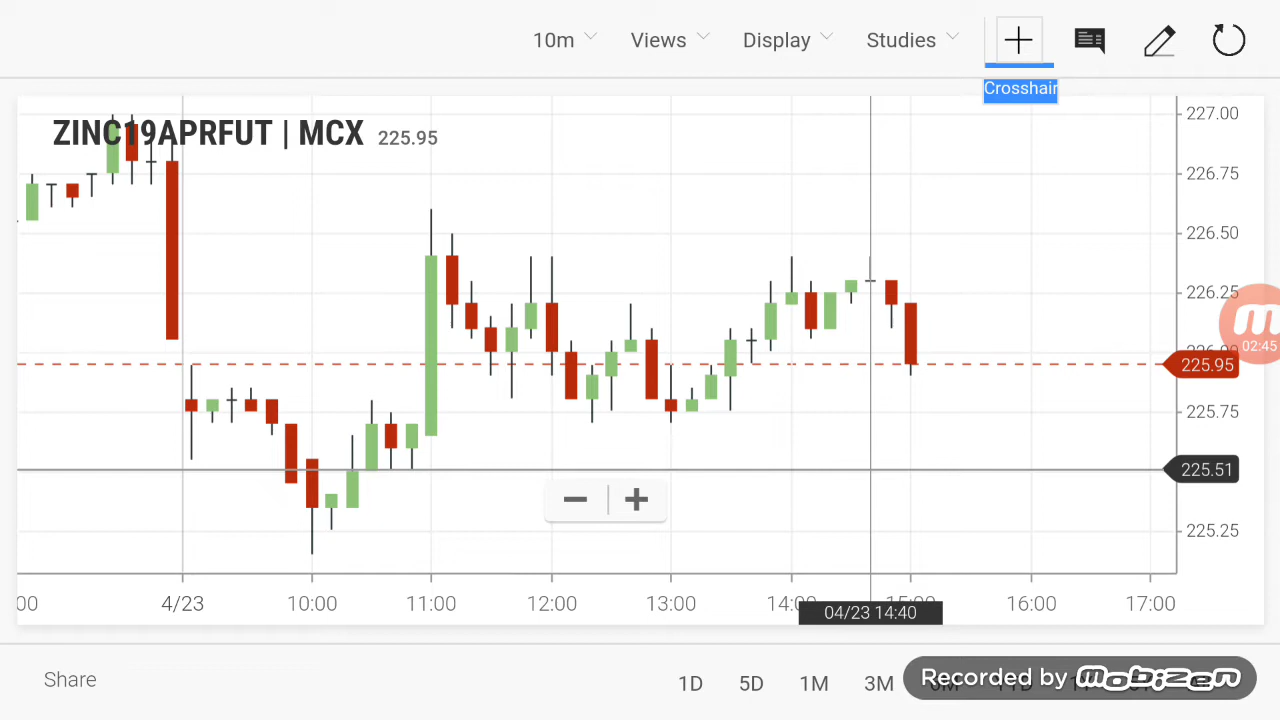 10m Views Display Studies
Crosshair
ZINC19APRFUT | MCX 225.95
227.00
226.75
226.50
226.25
02:45
225.95
225.75
225.51
225.25
4/23 10:00 11:00 12:00 13:00 14:00 15:00 16:00 17:00
04/23 14:40
Share 1D 5D 1M 3M
Recorded by mobizen